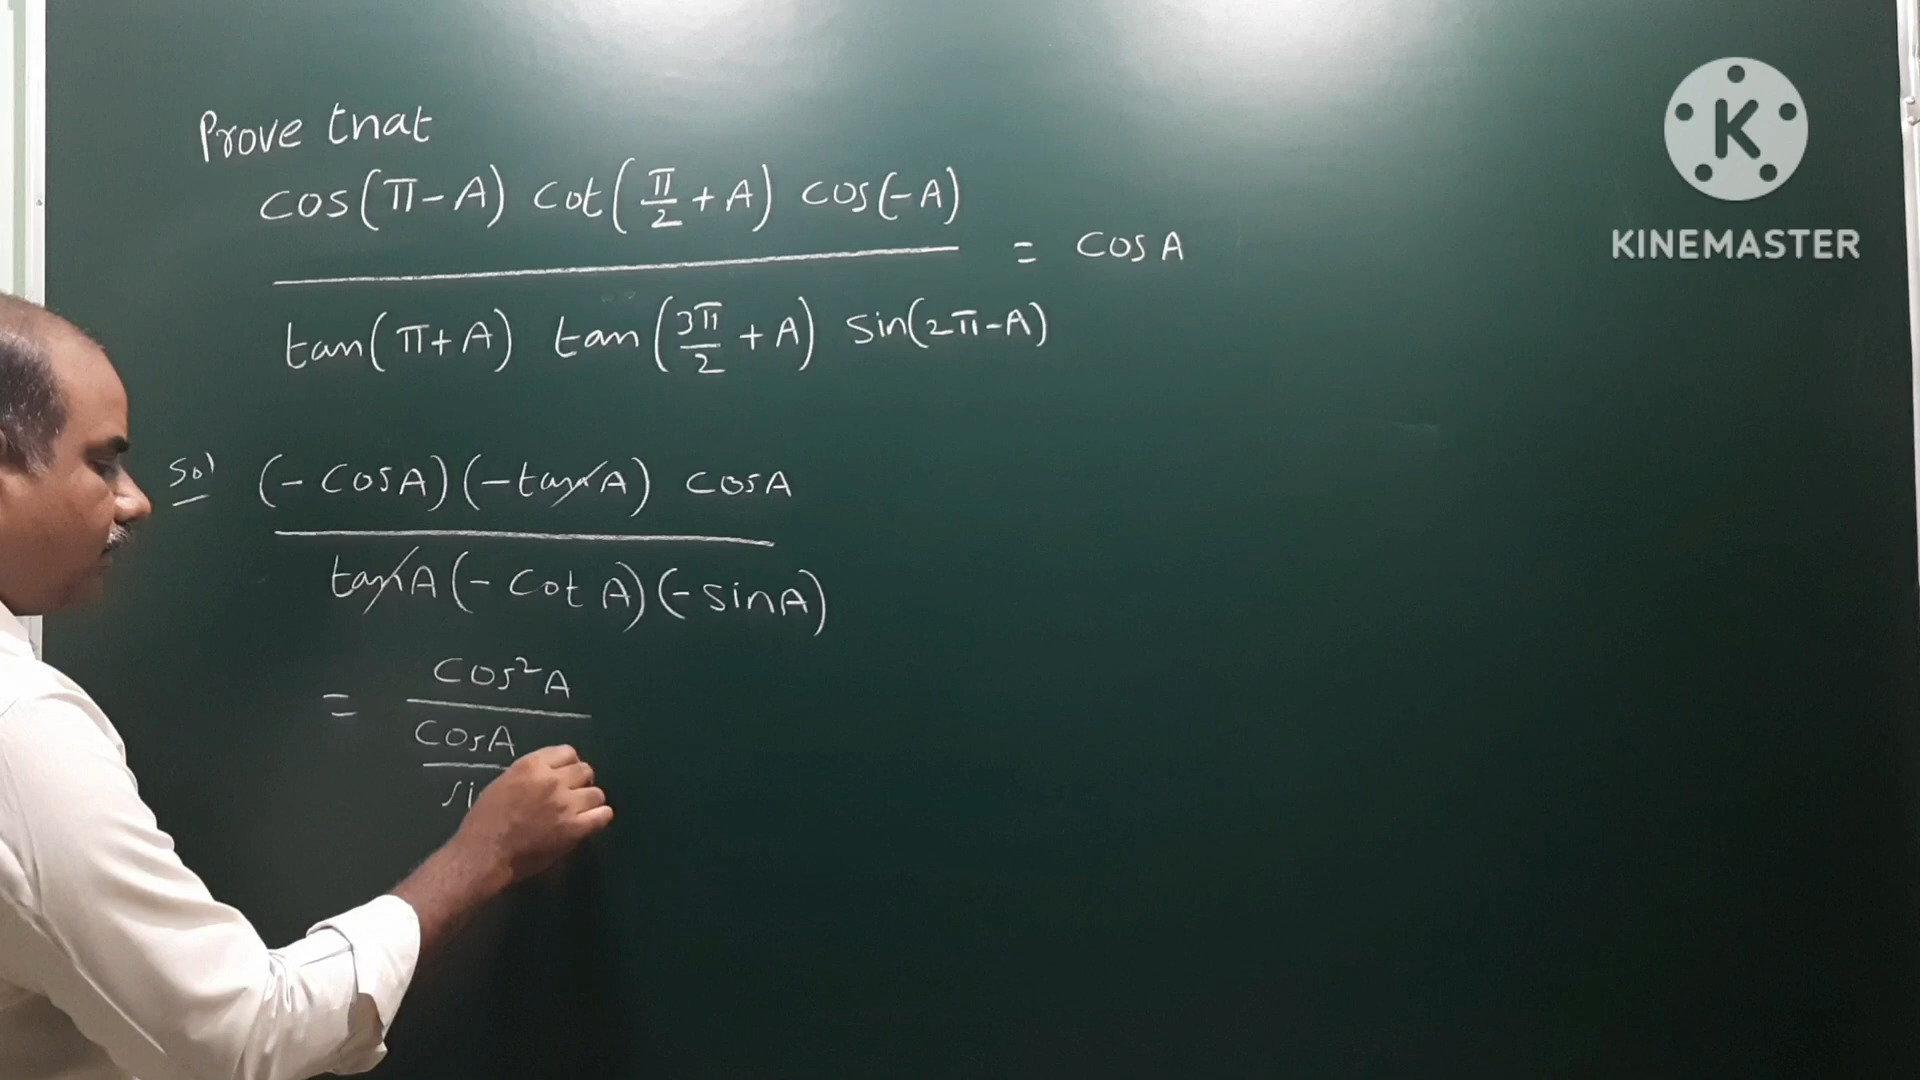 Prove that
cos(π-A) cot(π/2+A) cos(-A)
= cos A
tan(π+A) tan(3π/2+A) sin(2π-A)
Sol (-cosA)(-tanA) cosA
tanA(-cot A)(-sinA)
= cos²A
cosA
K
KINEMASTER